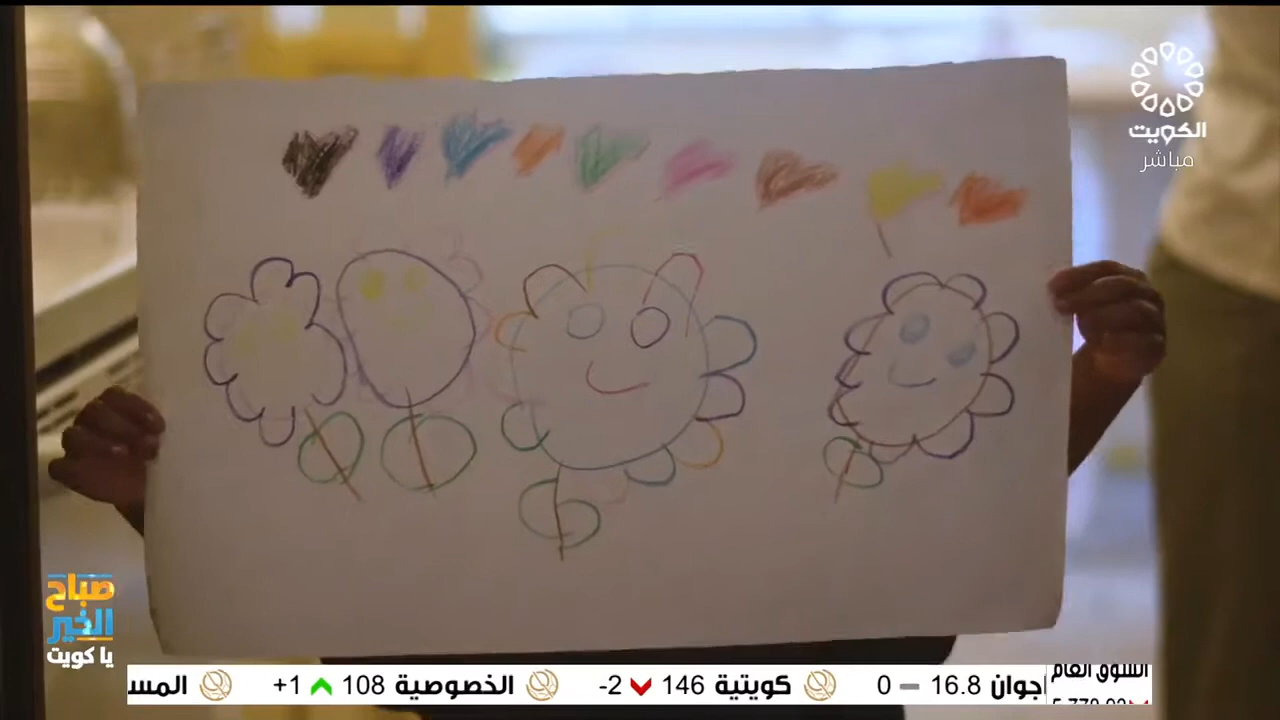 الكويت
مباشر
صباح
الخير
يا كويت
السوق العام
اجوان 16.8 0 كويتية 146 -2 الخصوصية 108 +1 المس